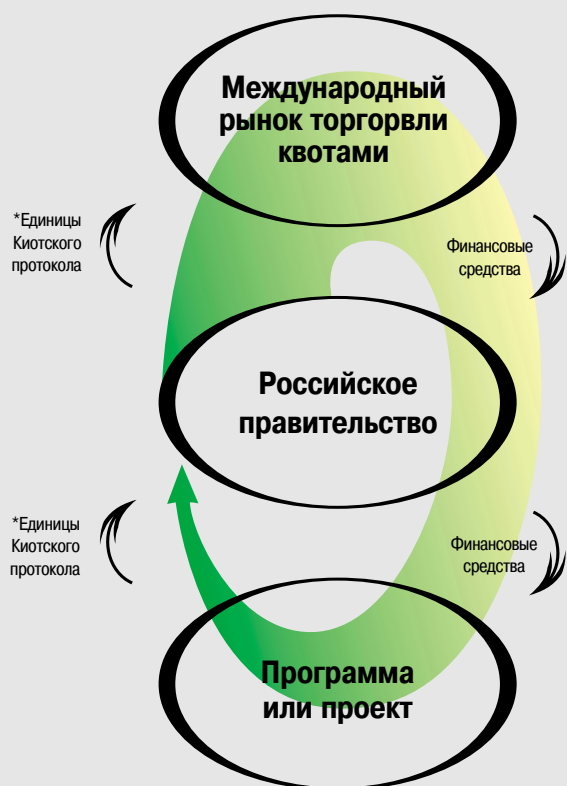 Международный
рынок торгорвли
квотами
*Единицы
Киотского
протокола
Финансовые
средства
Российское
правительство
*Единицы
Киотского
протокола
Финансовые
средства
Программа
или проект